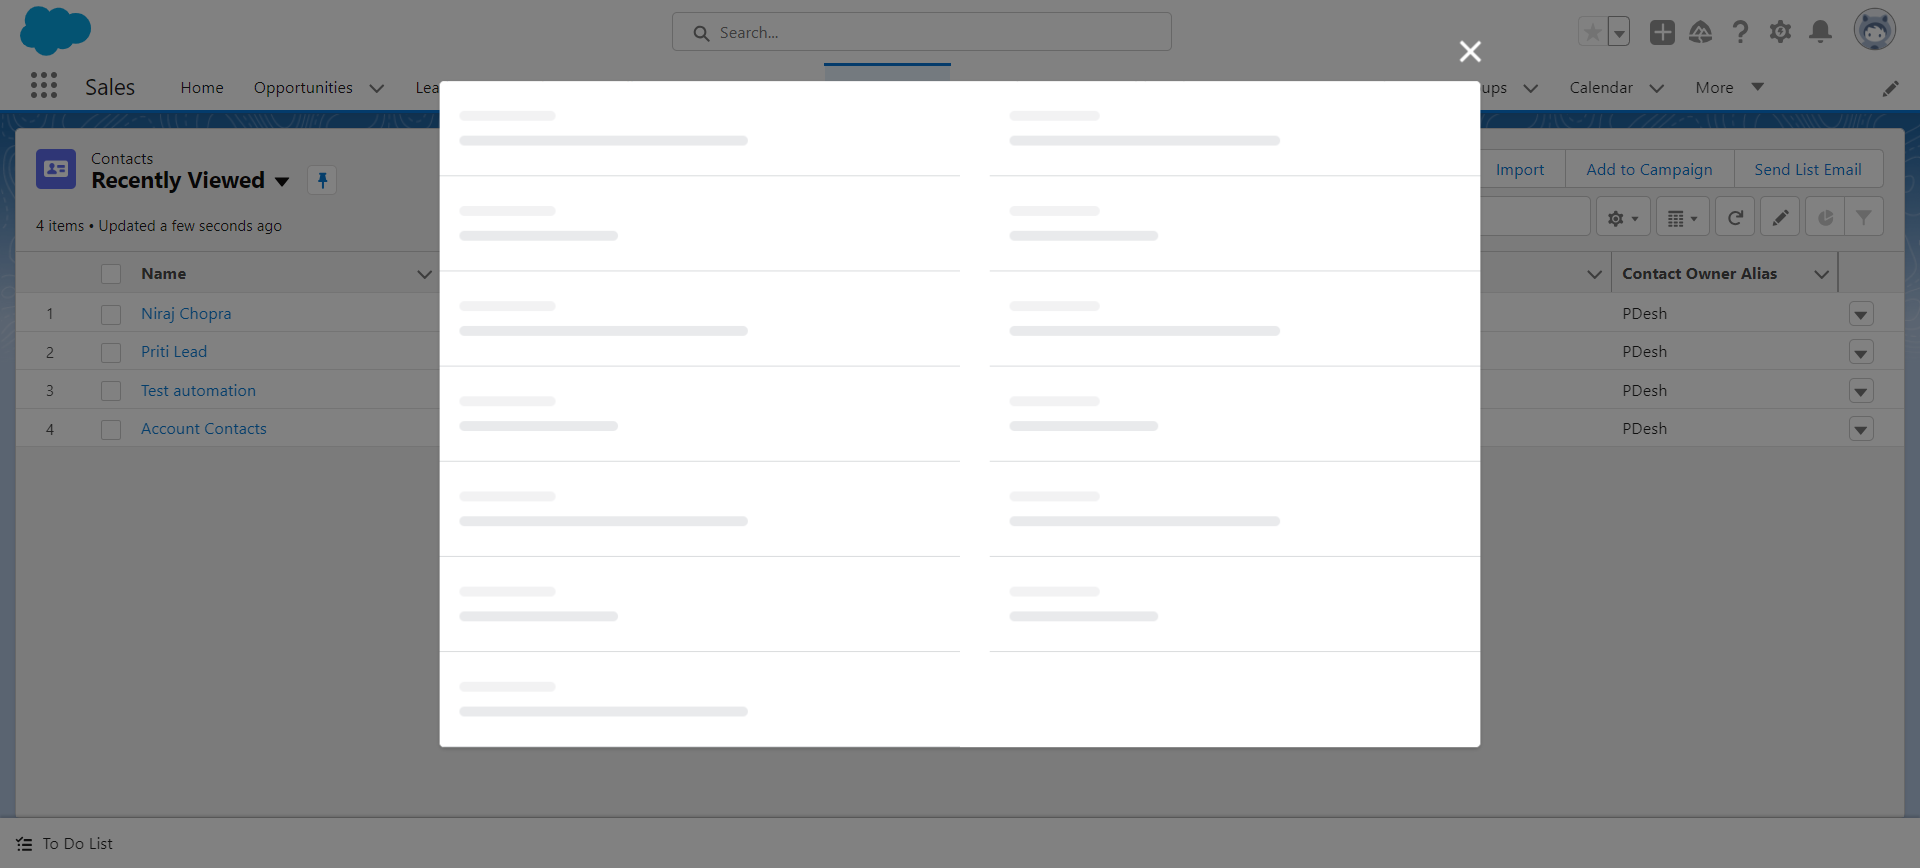 Search...
Sales
Home
Opportunities
Lea
ups
Calendar
More
Contacts
Recently Viewed
Import
Add to Campaign
Send List Email
4 items • Updated a few seconds ago
Name
Contact Owner Alias
1
Niraj Chopra
PDesh
2
Priti Lead
PDesh
3
Test automation
PDesh
4
Account Contacts
PDesh
To Do List